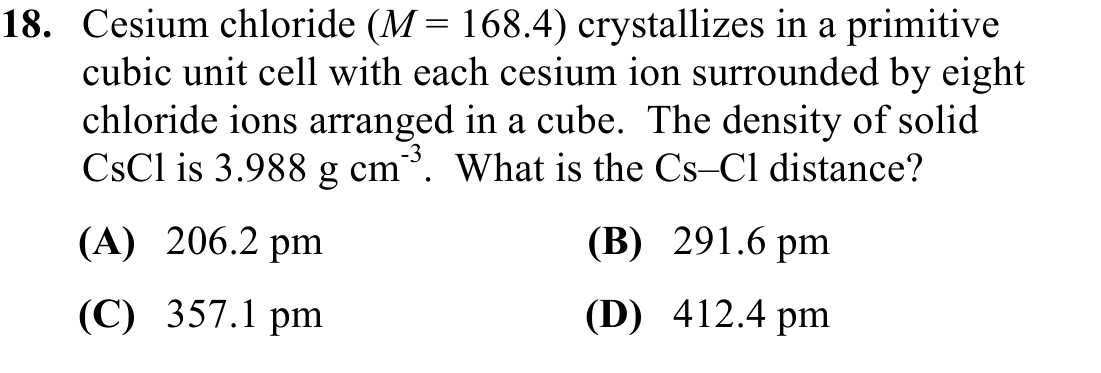 18. Cesium chloride (M = 168.4) crystallizes in a primitive
cubic unit cell with each cesium ion surrounded by eight
chloride ions arranged in a cube. The density of solid
CsCl is 3.988 g cm⁻³. What is the Cs–Cl distance?
(A) 206.2 pm (B) 291.6 pm
(C) 357.1 pm (D) 412.4 pm